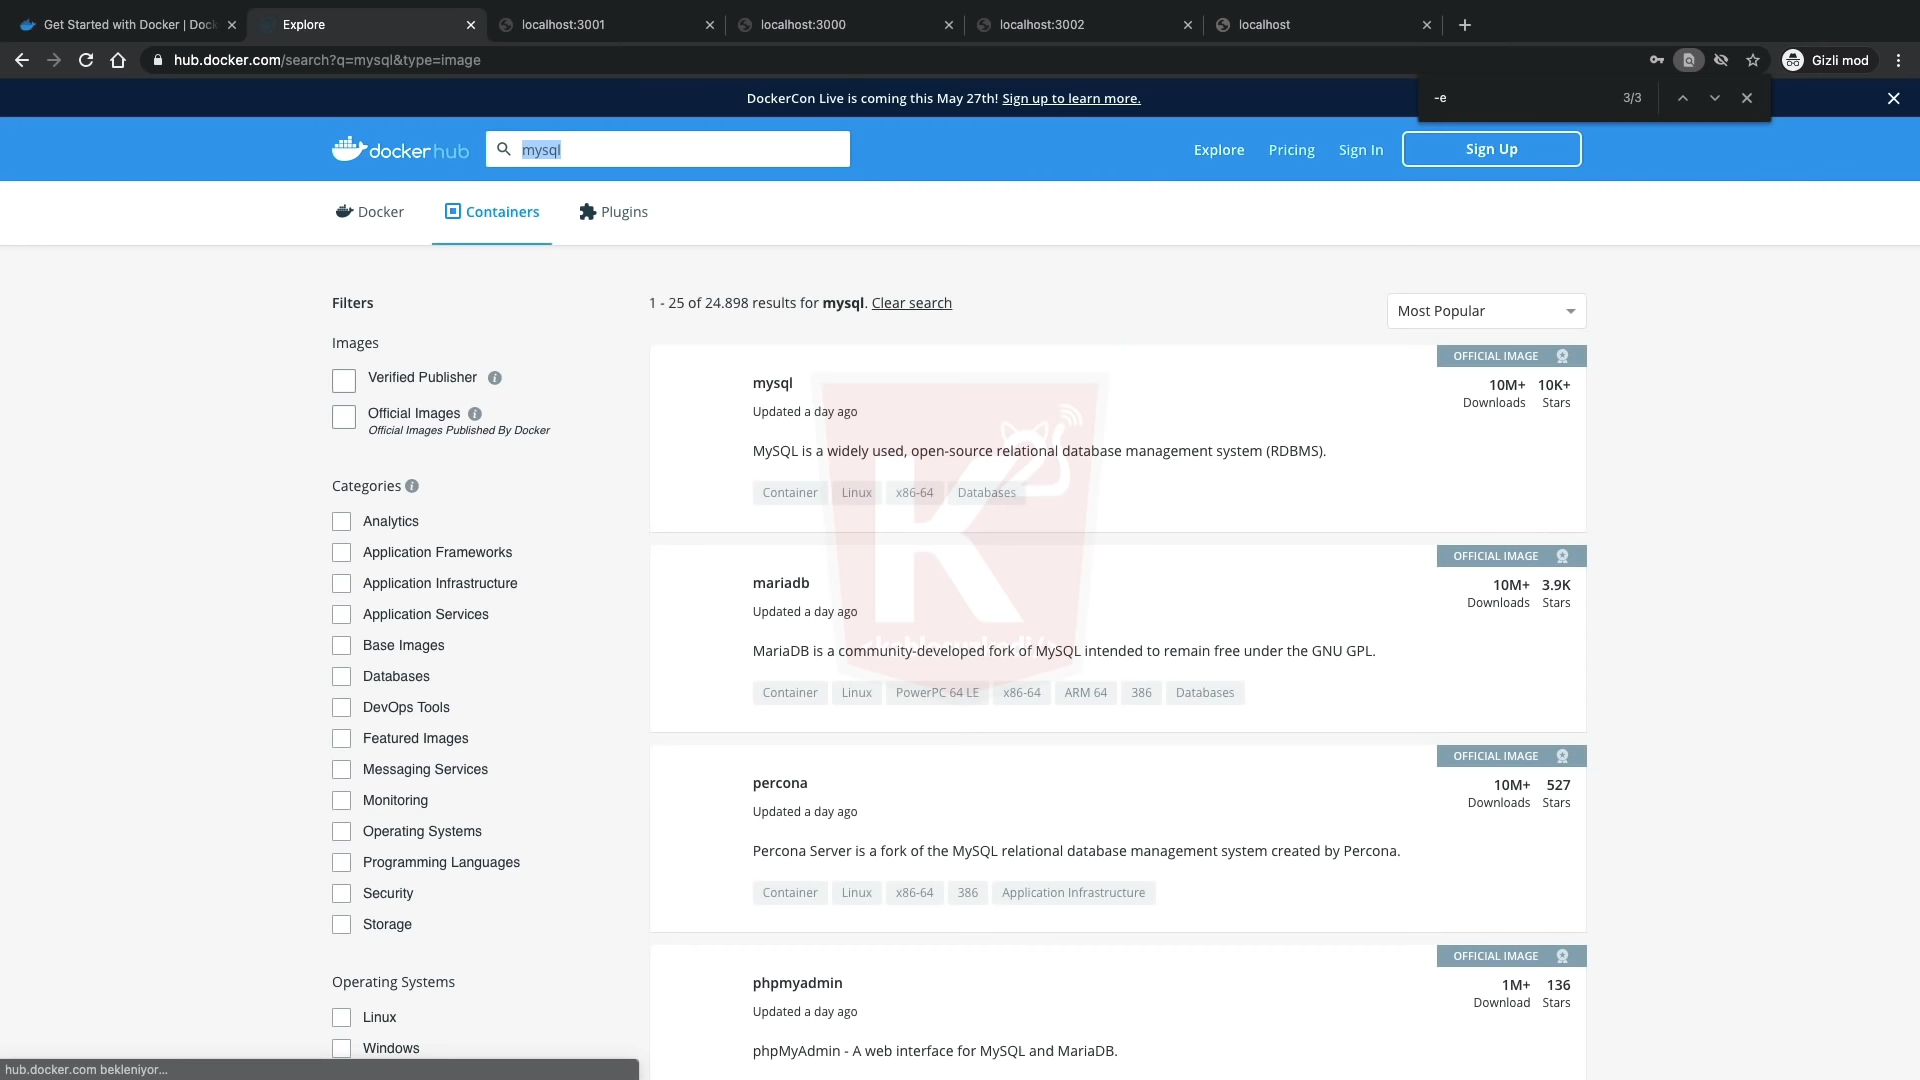 Get Started with Docker | Dock
Explore
localhost:3001
localhost:3000
localhost:3002
localhost
hub.docker.com/search?q=mysql&type=image
Gizli mod
DockerCon Live is coming this May 27th! Sign up to learn more.
-e
3/3
docker hub
mysql
Explore
Pricing
Sign In
Sign Up
Docker
Containers
Plugins
Filters
1 - 25 of 24.898 results for mysql. Clear search
Most Popular
Images
Verified Publisher
Official Images
Official Images Published By Docker
Categories
Analytics
Application Frameworks
Application Infrastructure
Application Services
Base Images
Databases
DevOps Tools
Featured Images
Messaging Services
Monitoring
Operating Systems
Programming Languages
Security
Storage
Operating Systems
Linux
Windows
OFFICIAL IMAGE
mysql
10M+ 10K+
Downloads Stars
Updated a day ago
MySQL is a widely used, open-source relational database management system (RDBMS).
Container Linux x86-64 Databases
OFFICIAL IMAGE
mariadb
10M+ 3.9K
Downloads Stars
Updated a day ago
MariaDB is a community-developed fork of MySQL intended to remain free under the GNU GPL.
Container Linux PowerPC 64 LE x86-64 ARM 64 386 Databases
OFFICIAL IMAGE
percona
10M+ 527
Downloads Stars
Updated a day ago
Percona Server is a fork of the MySQL relational database management system created by Percona.
Container Linux x86-64 386 Application Infrastructure
OFFICIAL IMAGE
phpmyadmin
1M+ 136
Download Stars
Updated a day ago
phpMyAdmin - A web interface for MySQL and MariaDB.
K
hub.docker.com bekleniyor...